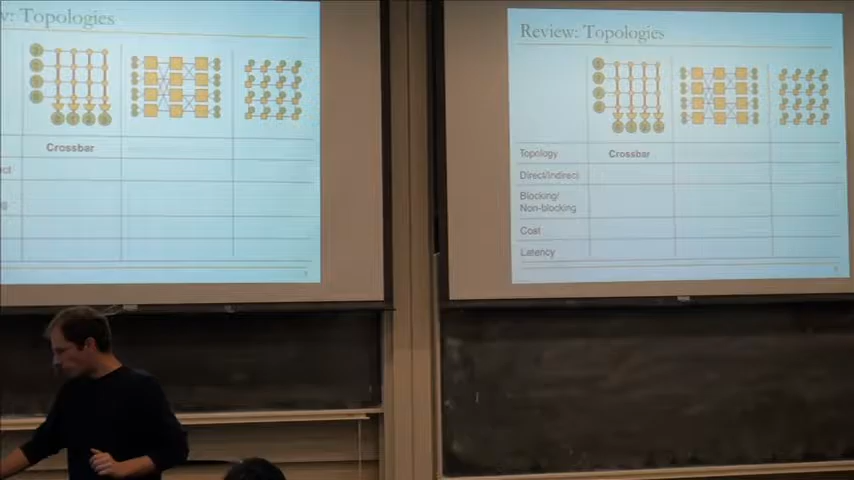 v: Topologies
Crossbar
Review: Topologies
Topology
Crossbar
Direct/Indirect
Blocking/
Non-blocking
Cost
Latency